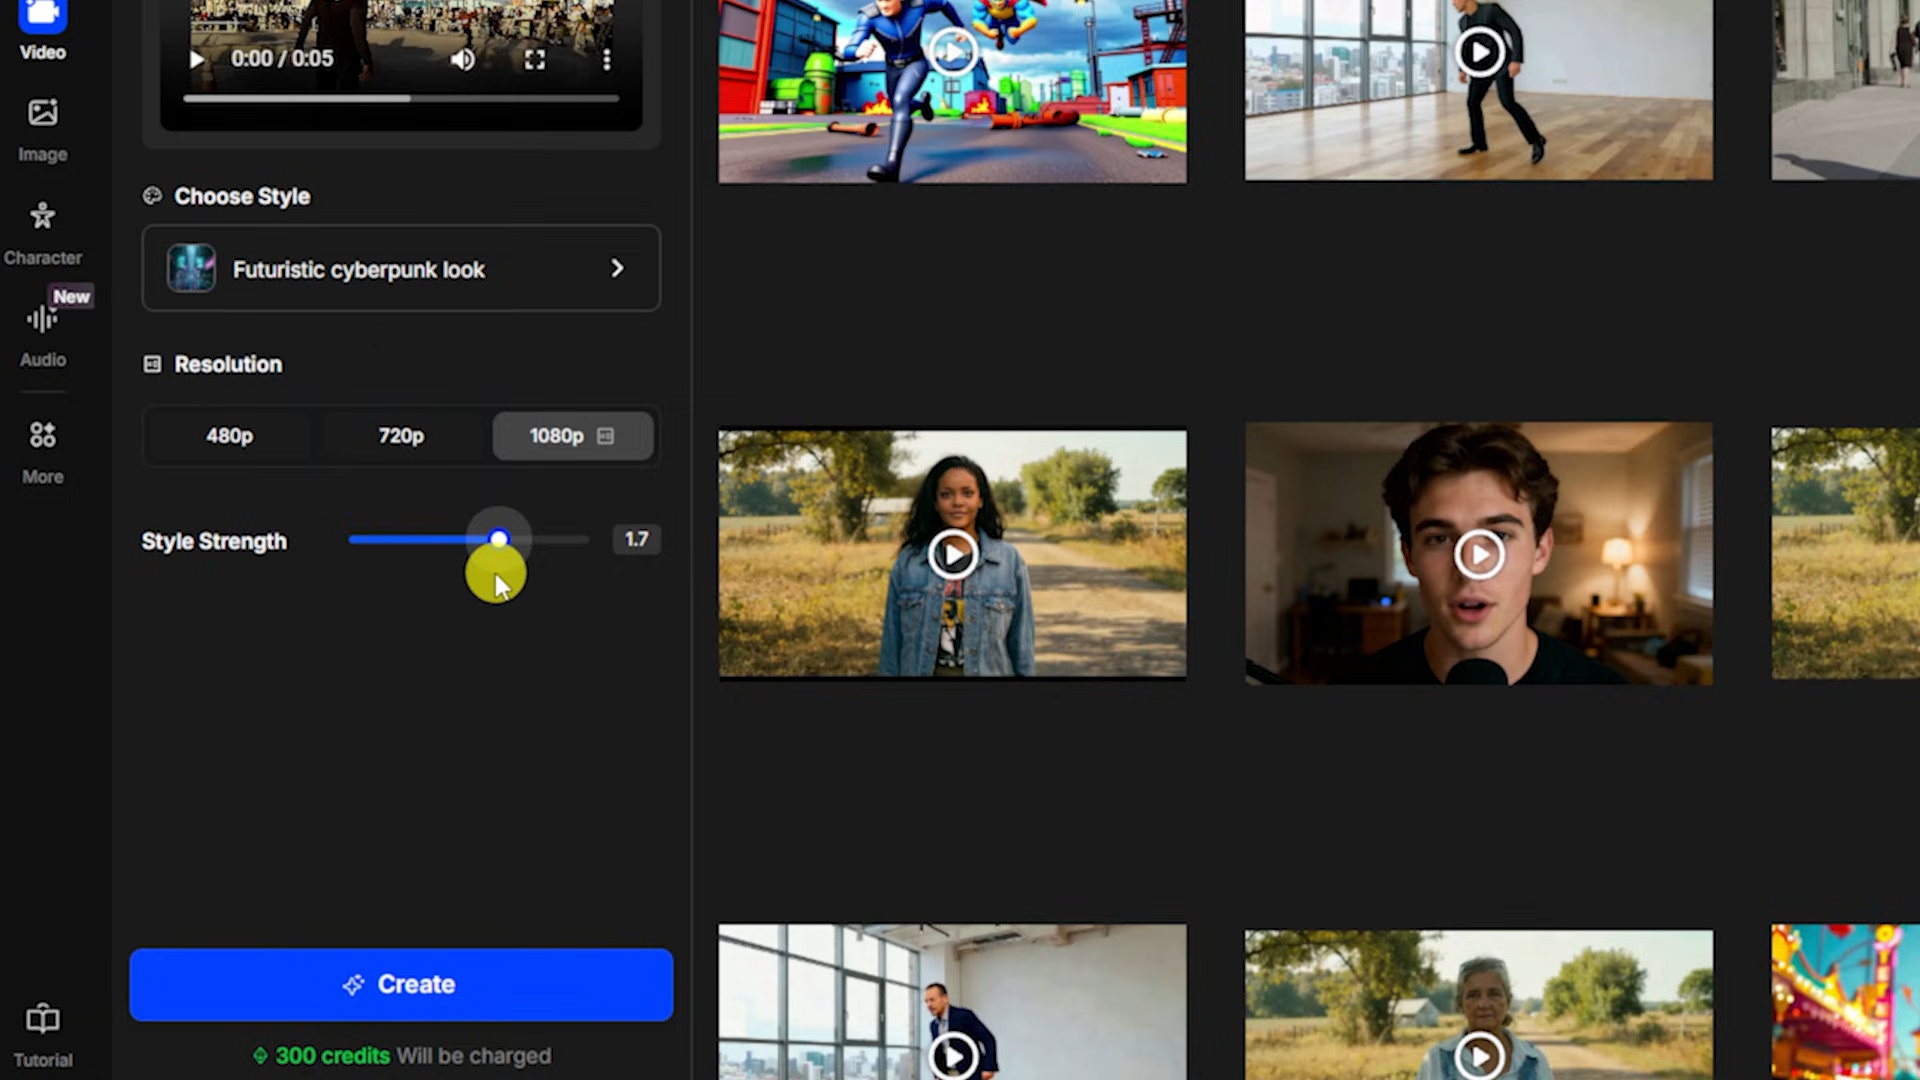 Video
Image
Character
New
Audio
More
Tutorial
0:00 / 0:05
Choose Style
Futuristic cyberpunk look
Resolution
480p
720p
1080p
Style Strength
1.7
Create
300 credits Will be charged